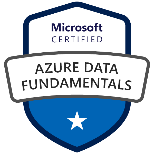 Microsoft
CERTIFIED
AZURE DATA
FUNDAMENTALS